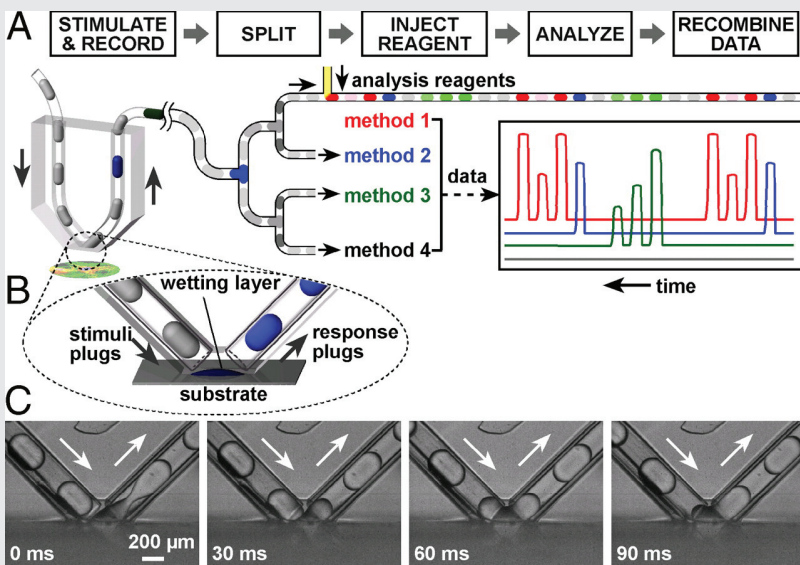 A
STIMULATE
& RECORD
SPLIT
INJECT
REAGENT
ANALYZE
RECOMBINE
DATA
analysis reagents
method 1
method 2
method 3
method 4
data
time
B
wetting layer
stimuli
plugs
response
plugs
substrate
C
0 ms
200 µm
30 ms
60 ms
90 ms